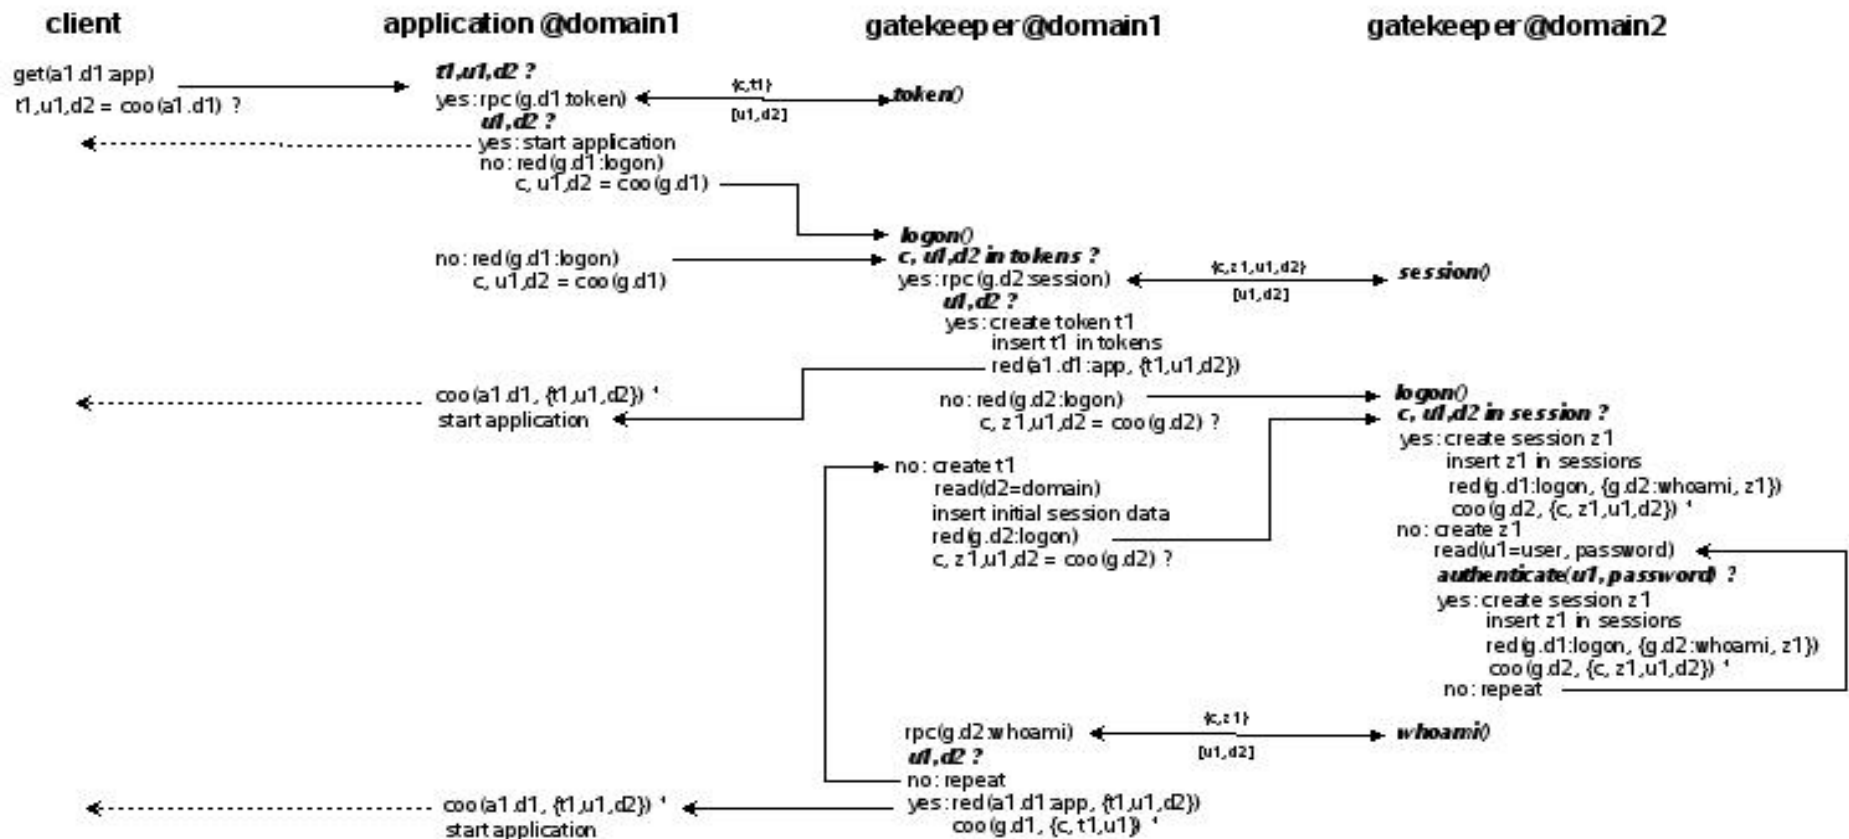 client
application @domain1
gatekeeper@domain1
gatekeeper@domain2
get(a1.d1:app)
t1,u1,d2 = coo(a1.d1) ?
t1,u1,d2 ?
yes: rpc(g.d1:token)
{c,t1}
[u1,d2]
token()
u1,d2 ?
yes: start application
no: red(g.d1:logon)
c, u1,d2 = coo(g.d1)
no: red(g.d1:logon)
c, u1,d2 = coo(g.d1)
logon()
c, u1,d2 in tokens ?
yes: rpc(g.d2:session)
{c,z1,u1,d2}
[u1,d2]
session()
u1,d2 ?
yes: create token t1
insert t1 in tokens
red(a1.d1:app, {t1,u1,d2})
coo(a1.d1, {t1,u1,d2}) '
start application
no: red(g.d2:logon)
c, z1,u1,d2 = coo(g.d2) ?
logon()
c, u1,d2 in session ?
yes: create session z1
insert z1 in sessions
red(g.d1:logon, {g.d2:whoami, z1})
coo(g.d2, {c, z1,u1,d2}) '
no: create t1
read(d2=domain)
insert initial session data
red(g.d2:logon)
c, z1,u1,d2 = coo(g.d2) ?
no: create z1
read(u1=user, password)
authenticate(u1, password) ?
yes: create session z1
insert z1 in sessions
red(g.d1:logon, {g.d2:whoami, z1})
coo(g.d2, {c, z1,u1,d2}) '
no: repeat
rpc(g.d2:whoami)
{c,z1}
[u1,d2]
whoami()
u1,d2 ?
no: repeat
yes: red(a1.d1:app, {t1,u1,d2})
coo(g.d1, {c, t1,u1}) '
coo(a1.d1, {t1,u1,d2}) '
start application